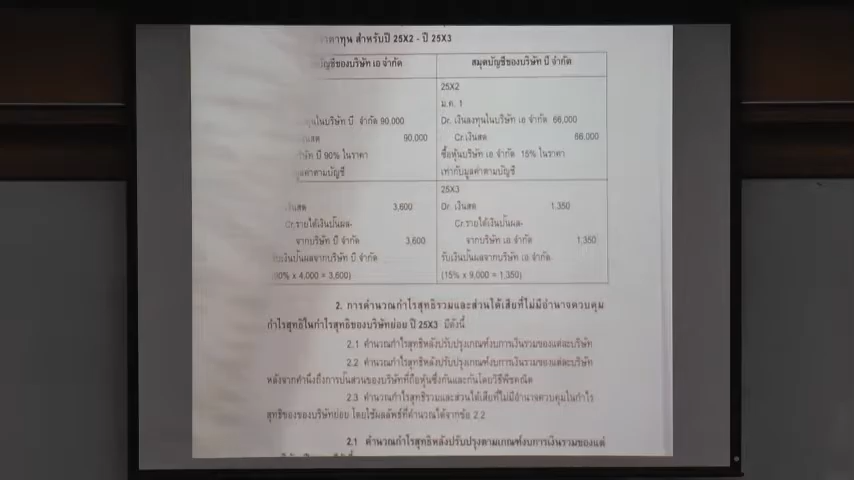 าทุน สำหรับปี 25X2 - ปี 25X3
บัญชีของบริษัท เอ จำกัด
สมุดบัญชีของบริษัท บี จำกัด
25X2
ม.ค. 1
ทุนในบริษัท บี จำกัด 90,000
Dr. เงินลงทุนในบริษัท เอ จำกัด 66,000
เงินสด 90,000
Cr.เงินสด 66,000
บริษัท บี 90% ในราคา
ซื้อหุ้นบริษัท เอ จำกัด 15% ในราคา
มูลค่าตามบัญชี
เท่ากับมูลค่าตามบัญชี
25X3
เงินสด 3,600
Dr. เงินสด 1,350
Cr.รายได้เงินปันผล-
Cr.รายได้เงินปันผล-
จากบริษัท บี จำกัด 3,600
จากบริษัท เอ จำกัด 1,350
รับเงินปันผลจากบริษัท บี จำกัด
รับเงินปันผลจากบริษัท เอ จำกัด
90% x 4,000 = 3,600)
(15% x 9,000 = 1,350)
2. การคำนวณกำไรสุทธิรวมและส่วนได้เสียที่ไม่มีอำนาจควบคุม
กำไรสุทธิในกำไรสุทธิของบริษัทย่อย ปี 25X3 มีดังนี้
2.1 คำนวณกำไรสุทธิหลังปรับปรุงเกณฑ์งบการเงินรวมของแต่ละบริษัท
2.2 คำนวณกำไรสุทธิหลังปรับปรุงเกณฑ์งบการเงินรวมของแต่ละบริษัท
หลังจากคำนึงถึงการปันส่วนของบริษัทที่ถือหุ้นซึ่งกันและกันโดยวิธีพีชคณิต
2.3 คำนวณกำไรสุทธิรวมและส่วนได้เสียที่ไม่มีอำนาจควบคุมในกำไร
สุทธิของของบริษัทย่อย โดยใช้ผลลัพธ์ที่คำนวณได้จากข้อ 2.2
2.1 คำนวณกำไรสุทธิหลังปรับปรุงตามเกณฑ์งบการเงินรวมของแต่